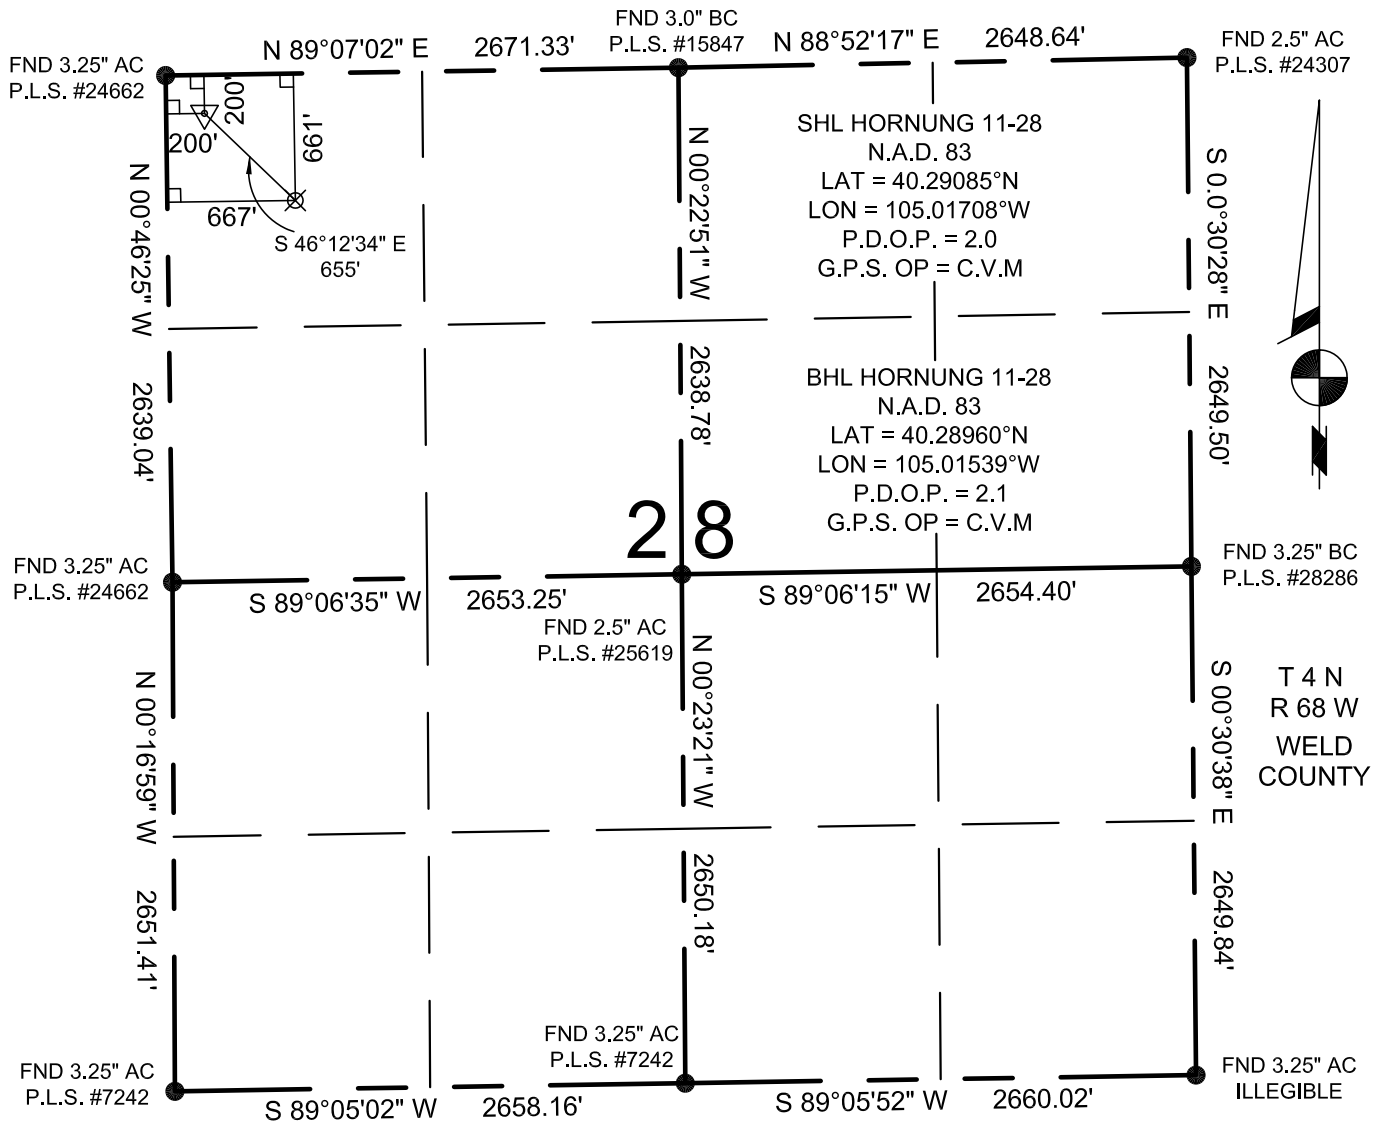 FND 3.0" BC
P.L.S. #15847
N 89°07'02" E 2671.33'
N 88°52'17" E 2648.64'
FND 2.5" AC
P.L.S. #24307
FND 3.25" AC
P.L.S. #24662
200'
200'
661'
667'
S 46°12'34" E
655'
N 00°46'25" W 2639.04'
N 00°22'51" W 2638.78'
SHL HORNUNG 11-28
N.A.D. 83
LAT = 40.29085°N
LON = 105.01708°W
P.D.O.P. = 2.0
G.P.S. OP = C.V.M
S 0.0°30'28" E 2649.50'
BHL HORNUNG 11-28
N.A.D. 83
LAT = 40.28960°N
LON = 105.01539°W
P.D.O.P. = 2.1
G.P.S. OP = C.V.M
28
FND 3.25" AC
P.L.S. #24662
S 89°06'35" W 2653.25'
FND 2.5" AC
P.L.S. #25619
S 89°06'15" W 2654.40'
FND 3.25" BC
P.L.S. #28286
N 00°16'59" W 2651.41'
N 00°23'21" W 2650.18'
S 00°30'38" E 2649.84'
T 4 N
R 68 W
WELD
COUNTY
FND 3.25" AC
P.L.S. #7242
S 89°05'02" W 2658.16'
FND 3.25" AC
P.L.S. #7242
S 89°05'52" W 2660.02'
FND 3.25" AC
ILLEGIBLE